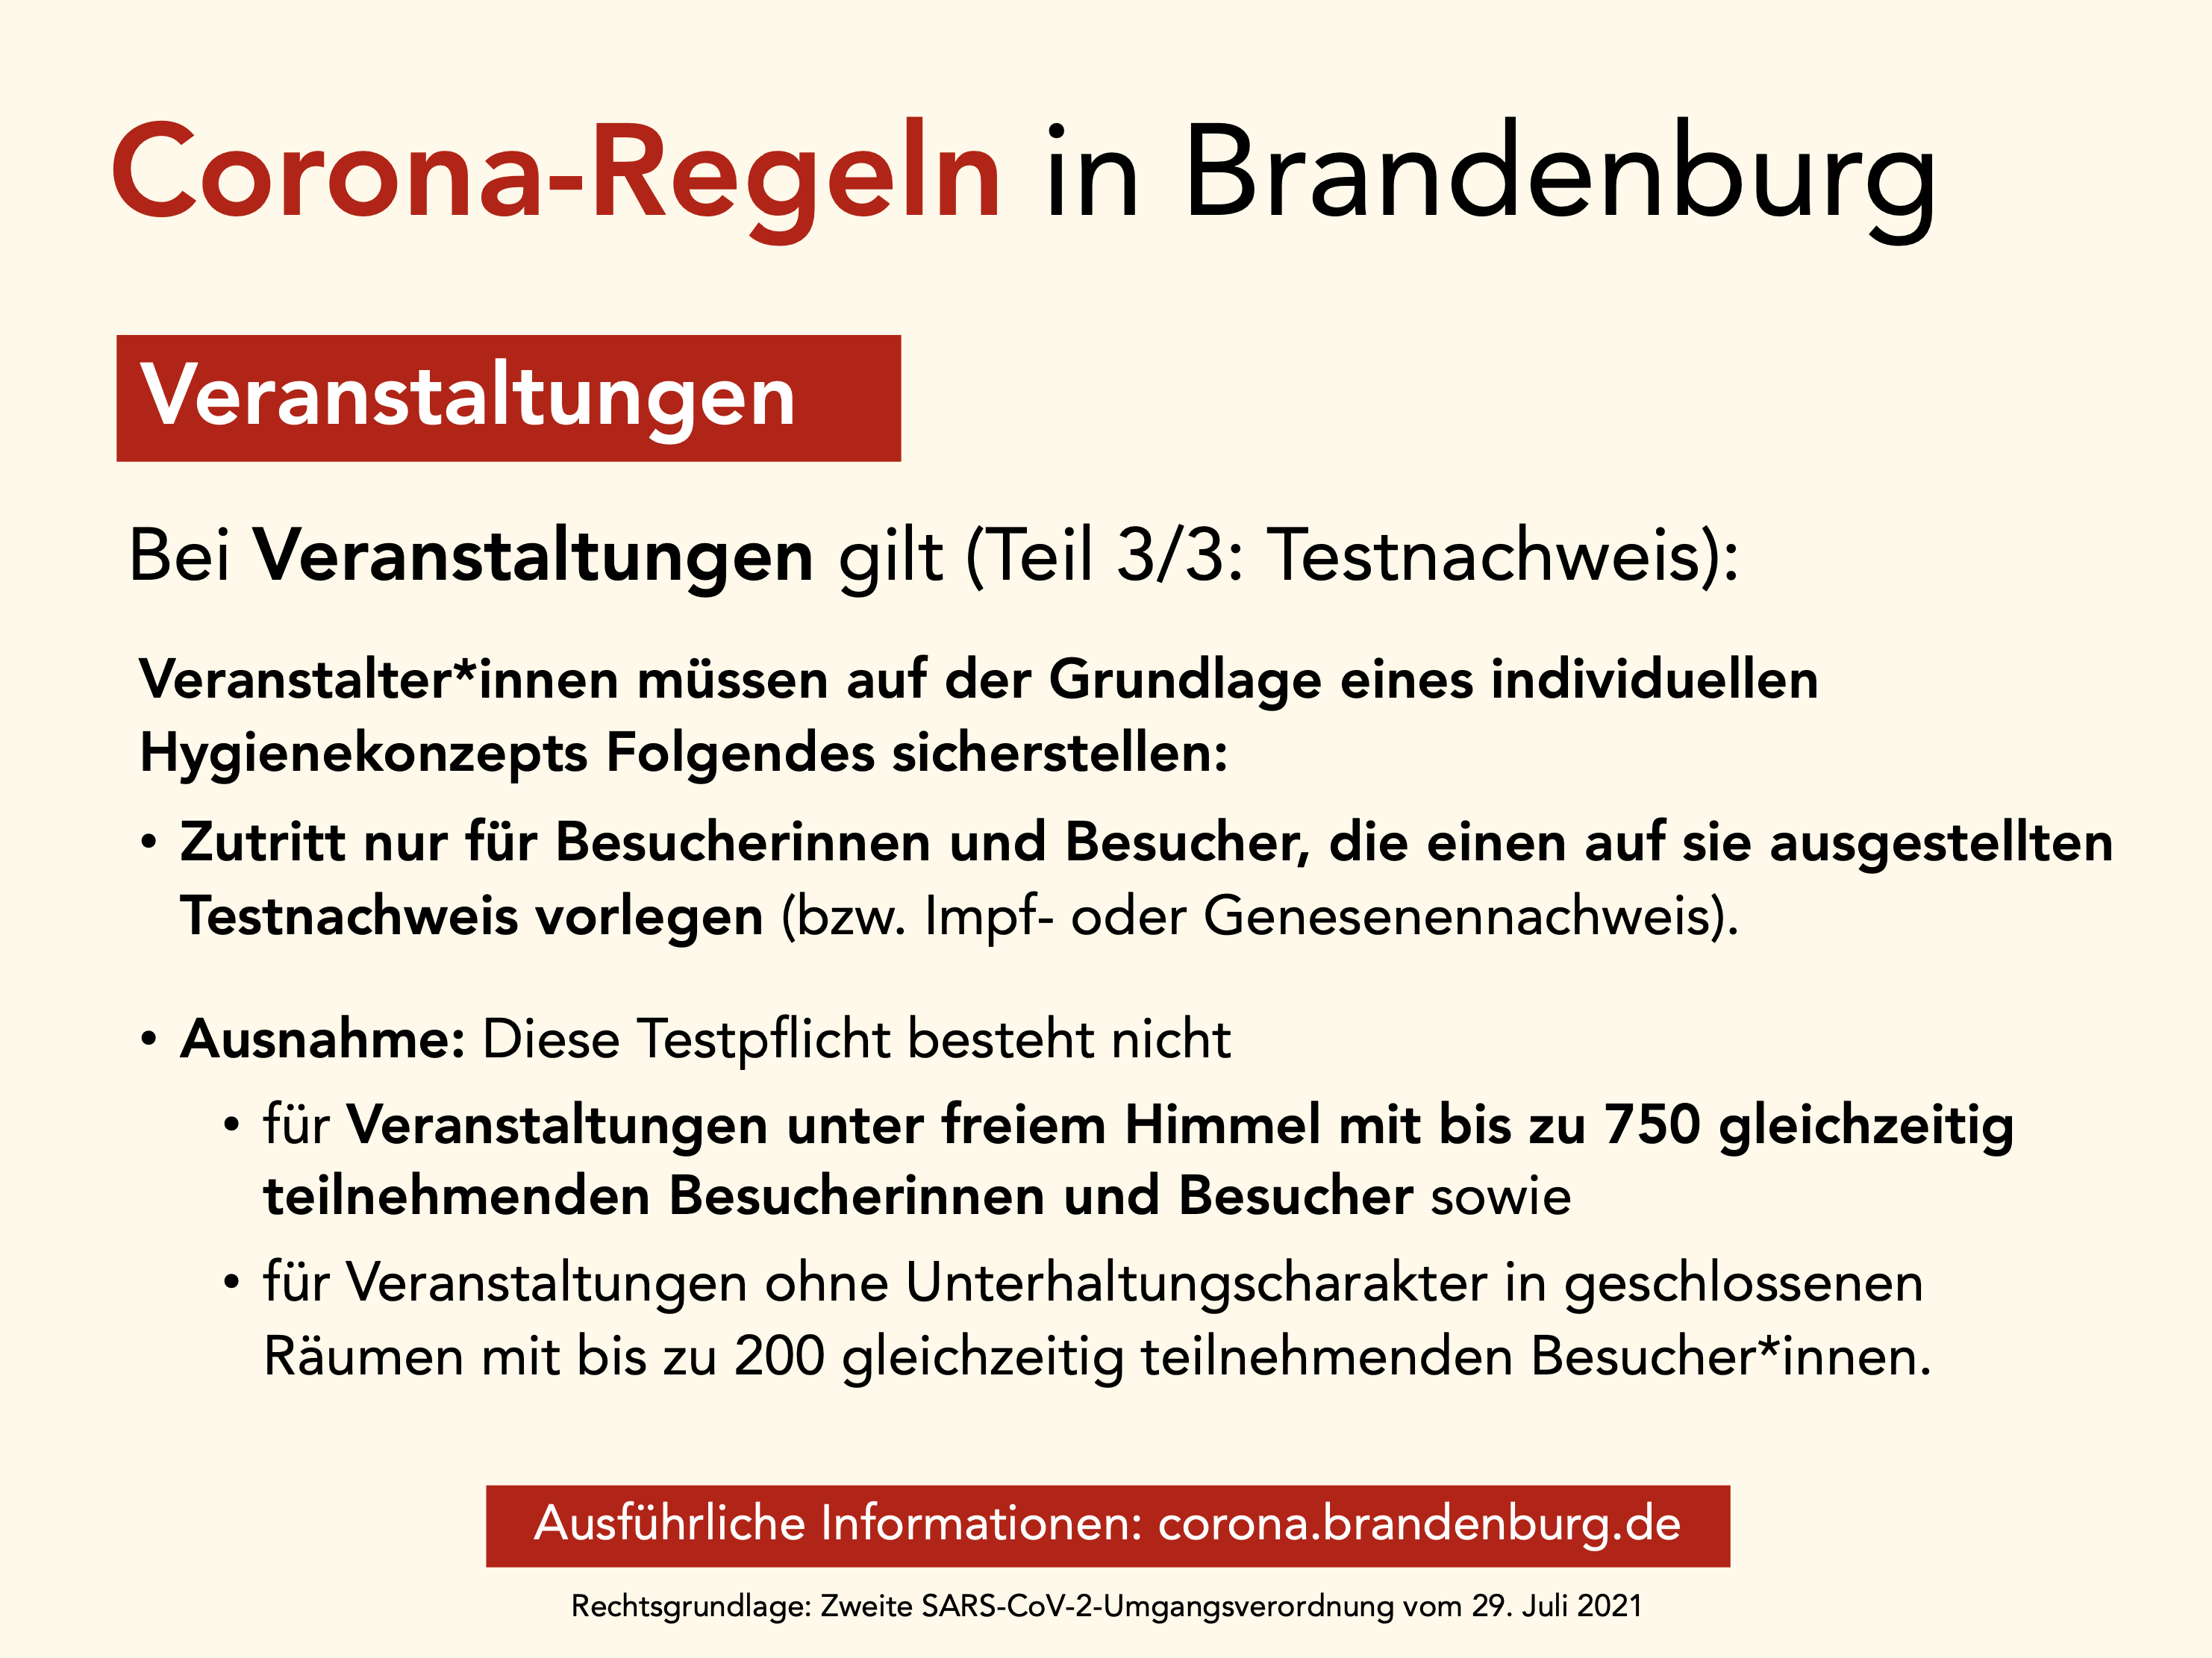 Corona-Regeln in Brandenburg
Veranstaltungen
Bei Veranstaltungen gilt (Teil 3/3: Testnachweis):
Veranstalter*innen müssen auf der Grundlage eines individuellen
Hygienekonzepts Folgendes sicherstellen:
• Zutritt nur für Besucherinnen und Besucher, die einen auf sie ausgestellten
Testnachweis vorlegen (bzw. Impf- oder Genesenennachweis).
• Ausnahme: Diese Testpflicht besteht nicht
• für Veranstaltungen unter freiem Himmel mit bis zu 750 gleichzeitig
teilnehmenden Besucherinnen und Besucher sowie
• für Veranstaltungen ohne Unterhaltungscharakter in geschlossenen
Räumen mit bis zu 200 gleichzeitig teilnehmenden Besucher*innen.
Ausführliche Informationen: corona.brandenburg.de
Rechtsgrundlage: Zweite SARS-CoV-2-Umgangsverordnung vom 29. Juli 2021